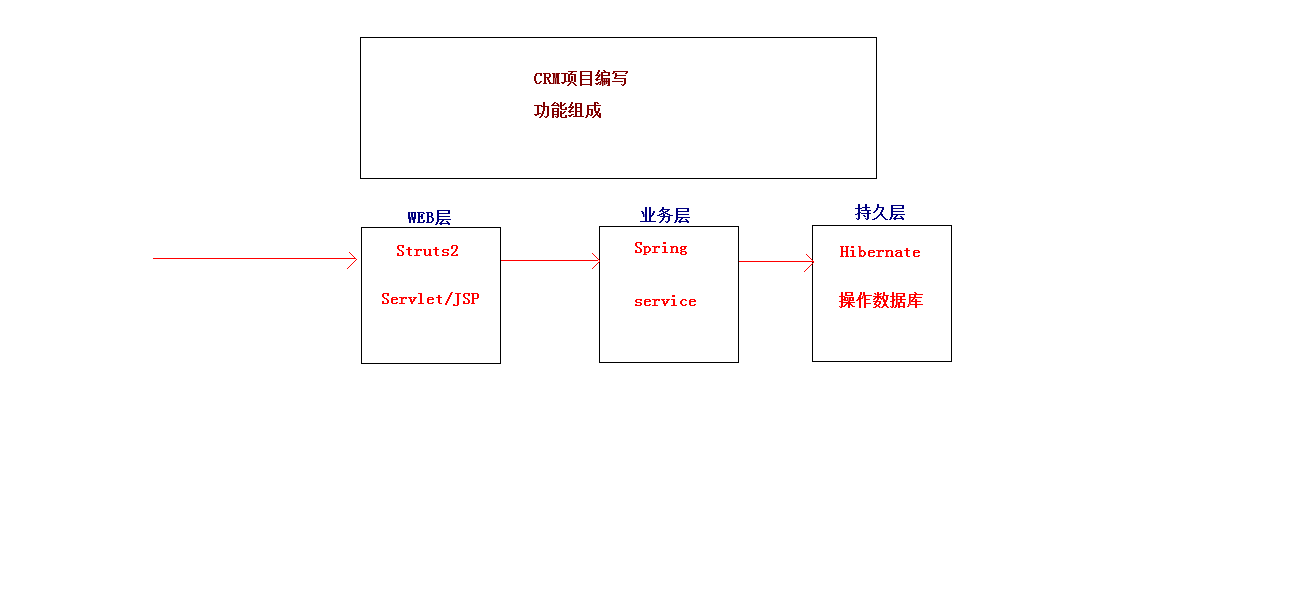 CRM项目编写
功能组成
WEB层
Struts2
Servlet/JSP
业务层
Spring
service
持久层
Hibernate
操作数据库